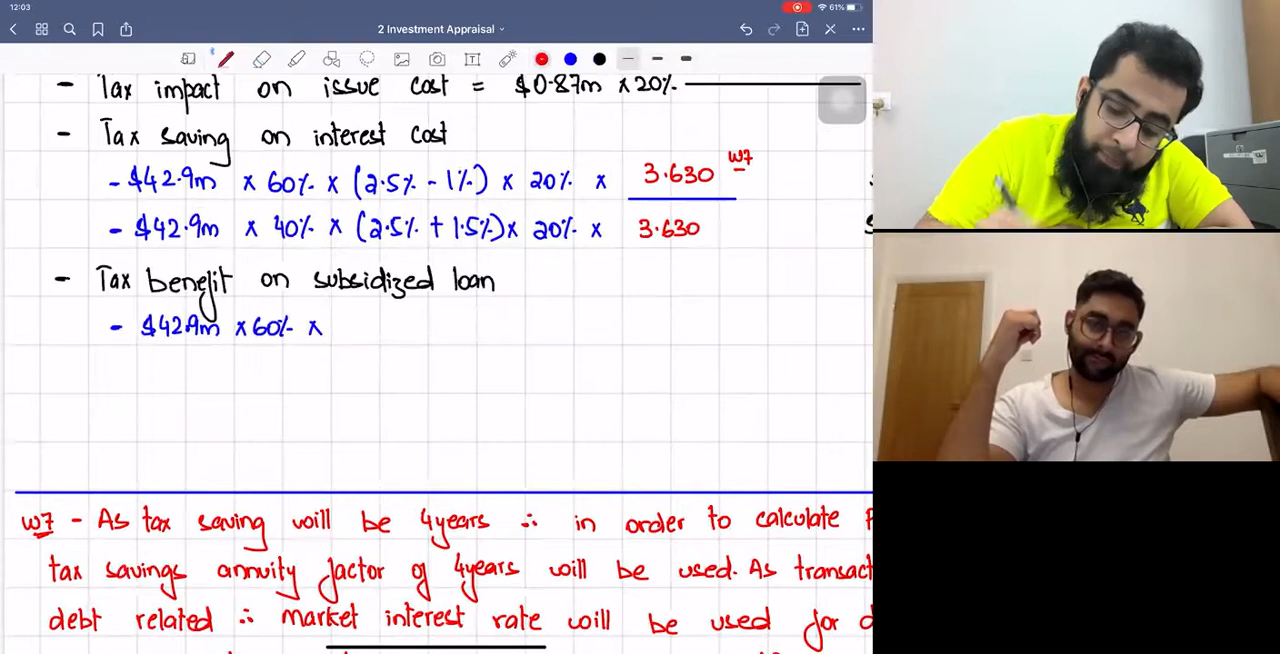 12:03
61%
2 Investment Appraisal
- Tax impact on issue cost = $0.87m × 20%
- Tax saving on interest cost
- $42.9m × 60% × (2.5% - 1%) × 20% × 3.630 W7
- $42.9m × 40% × (2.5% + 1.5%) × 20% × 3.630
- Tax benefit on subsidized loan
- $42.9m × 60% ×
W7 - As tax saving will be 4years ∴ in order to calculate
tax savings annuity factor of 4years will be used. As transact
debt related ∴ market interest rate will be used for d